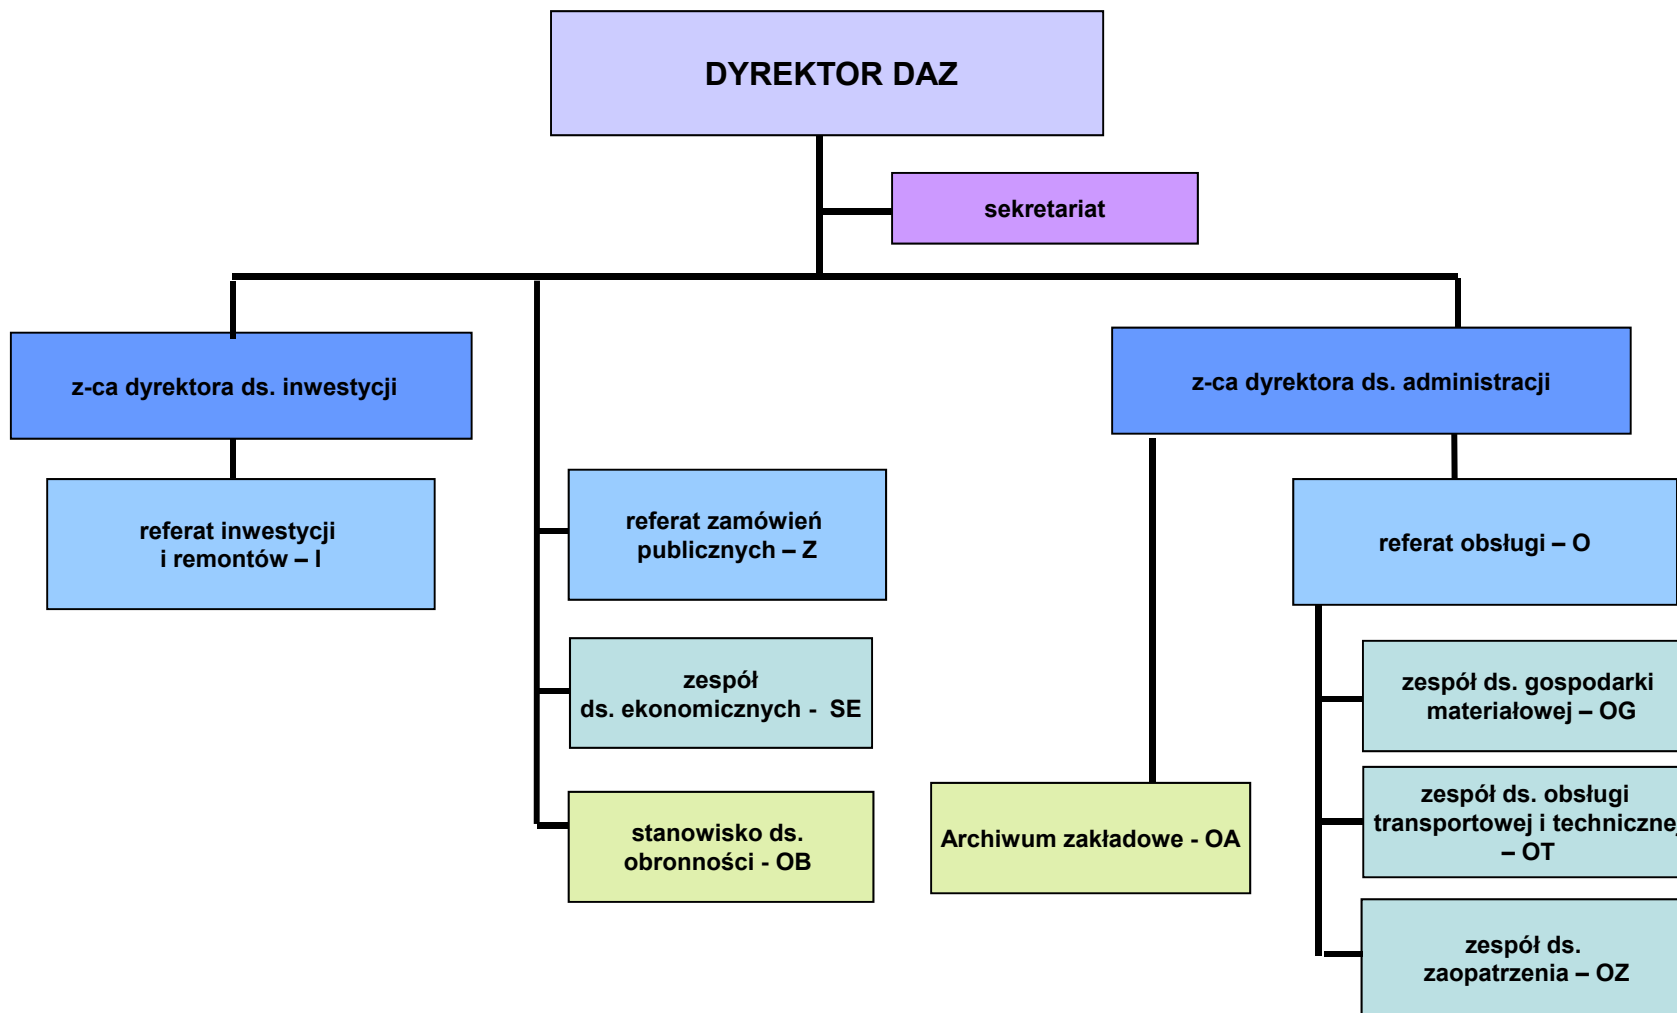 DYREKTOR DAZ
sekretariat
z-ca dyrektora ds. inwestycji
z-ca dyrektora ds. administracji
referat inwestycji
i remontów – I
referat zamówień
publicznych – Z
referat obsługi – O
zespół
ds. ekonomicznych - SE
zespół ds. gospodarki
materiałowej – OG
stanowisko ds.
obronności - OB
Archiwum zakładowe - OA
zespół ds. obsługi
transportowej i technicznej
– OT
zespół ds.
zaopatrzenia – OZ